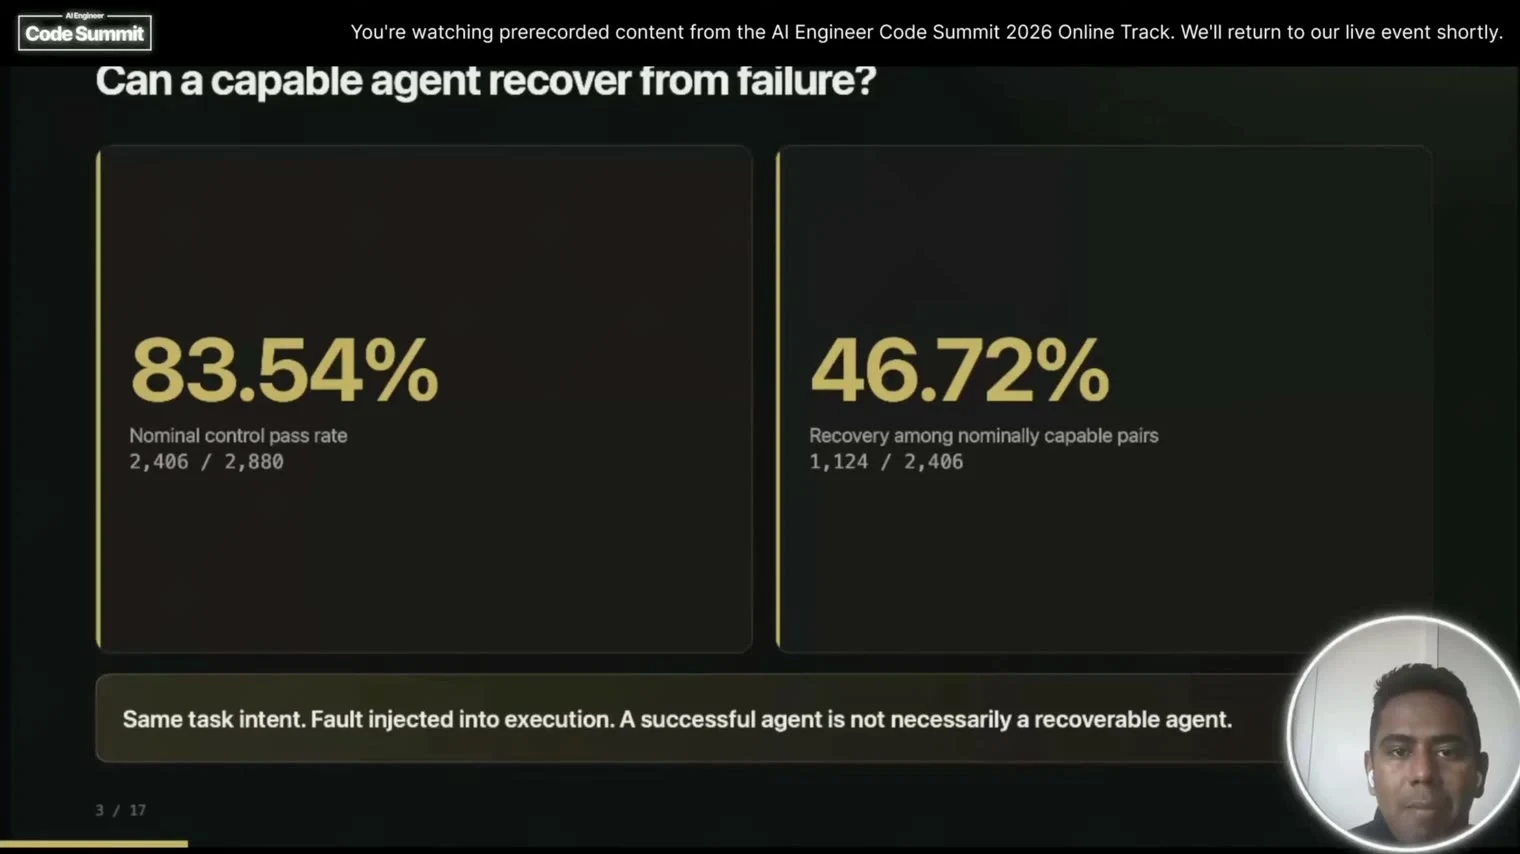 AI Engineer
Code Summit
You're watching prerecorded content from the AI Engineer Code Summit 2026 Online Track. We'll return to our live event shortly.
Can a capable agent recover from failure?
83.54%
Nominal control pass rate
2,406 / 2,880
46.72%
Recovery among nominally capable pairs
1,124 / 2,406
Same task intent. Fault injected into execution. A successful agent is not necessarily a recoverable agent.
3 / 17